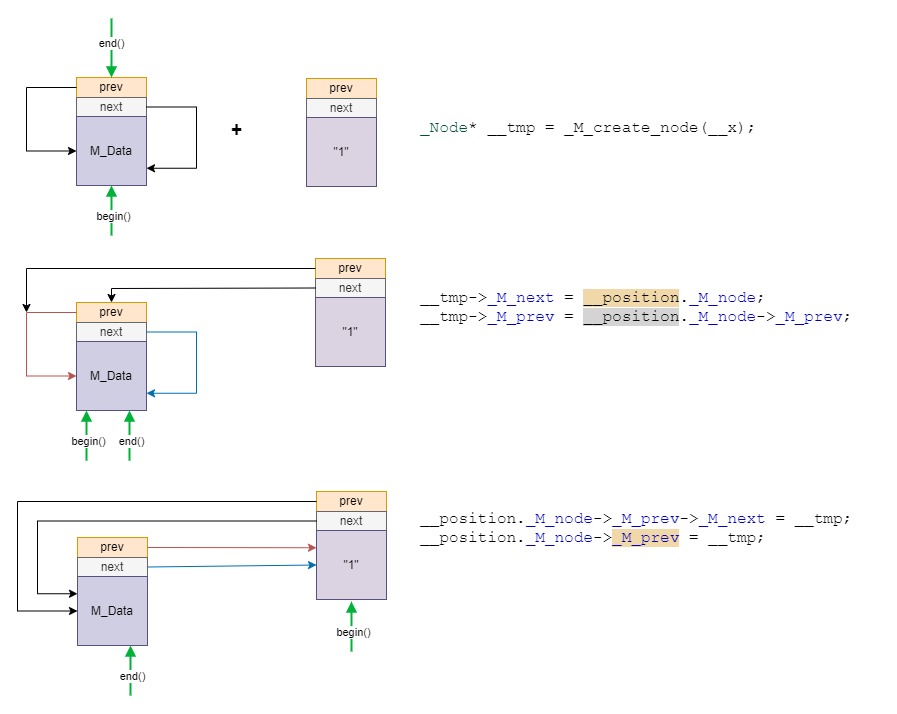 end()
prev
next
M_Data
begin()
+
prev
next
"1"
_Node* __tmp = _M_create_node(__x);
prev
next
"1"
prev
next
M_Data
begin() end()
__tmp->_M_next = __position._M_node;
__tmp->_M_prev = __position._M_node->_M_prev;
prev
next
"1"
begin()
prev
next
M_Data
end()
__position._M_node->_M_prev->_M_next = __tmp;
__position._M_node->_M_prev = __tmp;